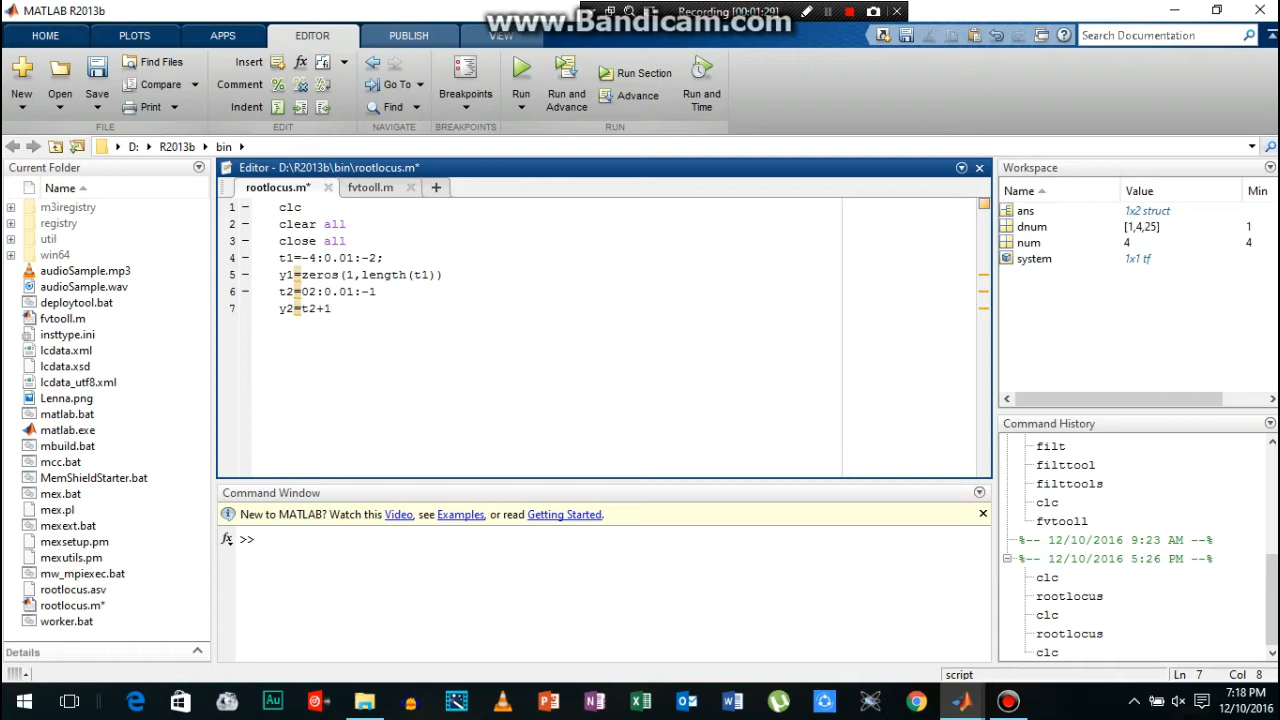 MATLAB R2013b
Recording [00:01:29]
www.Bandicam.com
HOME
PLOTS
APPS
EDITOR
PUBLISH
VIEW
Search Documentation
New
Open
Save
Find Files
Compare
Print
Insert
Comment
Indent
Go To
Find
Breakpoints
Run
Run and
Advance
Run Section
Advance
Run and
Time
FILE
EDIT
NAVIGATE
BREAKPOINTS
RUN
D:
R2013b
bin
Current Folder
Name
m3iregistry
registry
util
win64
audioSample.mp3
audioSample.wav
deploytool.bat
fvtooll.m
insttype.ini
lcdata.xml
lcdata.xsd
lcdata_utf8.xml
Lenna.png
matlab.bat
matlab.exe
mbuild.bat
mcc.bat
MemShieldStarter.bat
mex.bat
mex.pl
mexext.bat
mexsetup.pm
mexutils.pm
mw_mpiexec.bat
rootlocus.asv
rootlocus.m*
worker.bat
Details
Editor - D:\R2013b\bin\rootlocus.m*
rootlocus.m*
fvtooll.m
1 clc
2 clear all
3 close all
4 t1=-4:0.01:-2;
5 y1=zeros(1,length(t1))
6 t2=02:0.01:-1
7 y2=t2+1
Command Window
New to MATLAB? Watch this Video, see Examples, or read Getting Started.
fx >>
Workspace
Name Value Min
ans 1x2 struct
dnum [1,4,25] 1
num 4 4
system 1x1 tf
Command History
filt
filttool
filttools
clc
fvtooll
%-- 12/10/2016 9:23 AM --%
%-- 12/10/2016 5:26 PM --%
clc
rootlocus
clc
rootlocus
clc
script
Ln 7 Col 8
7:18 PM
12/10/2016